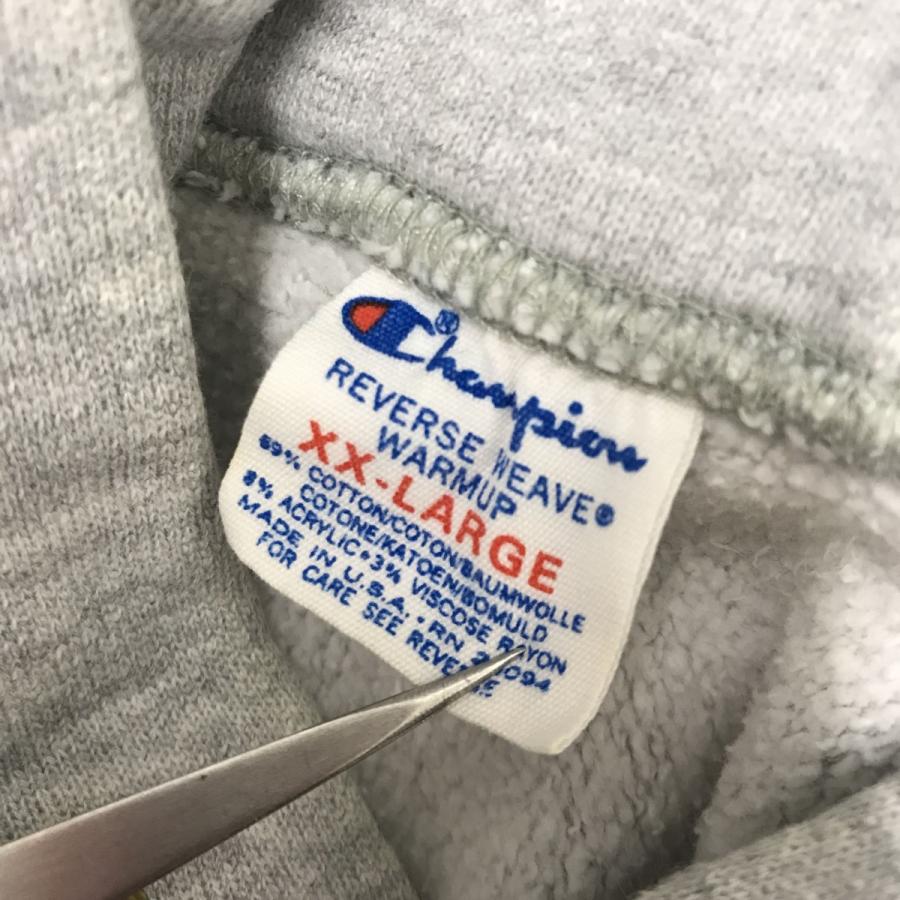 Champion®
REVERSE WEAVE®
WARMUP
XX-LARGE
89% COTTON/COTON/BAUMWOLLE
COTONE/KATOEN/BOMULD
8% ACRYLIC•3% VISCOSE RAYON
MADE IN U.S.A. • RN
FOR CARE SEE REVERSE